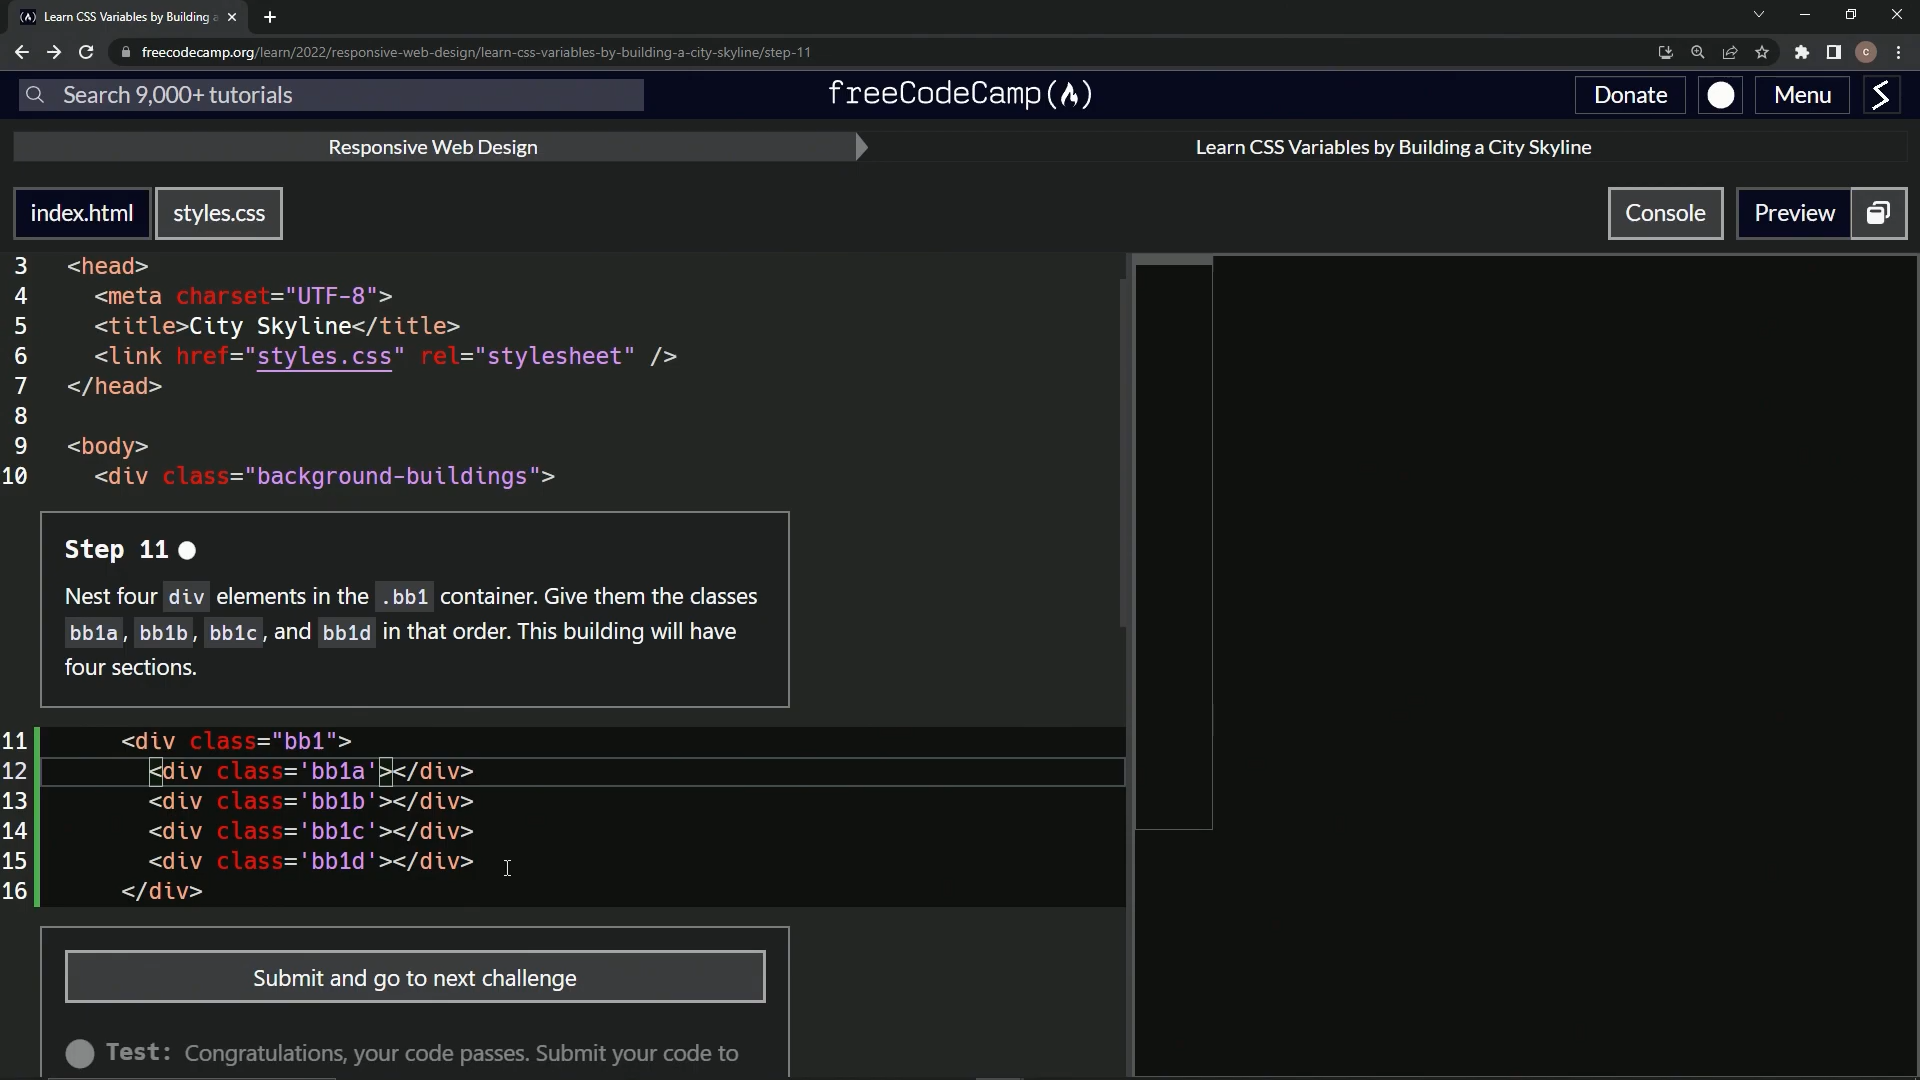 Learn CSS Variables by Building a
freecodecamp.org/learn/2022/responsive-web-design/learn-css-variables-by-building-a-city-skyline/step-11
c
Search 9,000+ tutorials
freeCodeCamp(🔥)
Donate
Menu
Responsive Web Design
Learn CSS Variables by Building a City Skyline
index.html
styles.css
Console
Preview
3 <head>
4 <meta charset="UTF-8">
5 <title>City Skyline</title>
6 <link href="styles.css" rel="stylesheet" />
7 </head>
8
9 <body>
10 <div class="background-buildings">
Step 11
Nest four div elements in the .bb1 container. Give them the classes
bb1a, bb1b, bb1c, and bb1d in that order. This building will have
four sections.
11 <div class="bb1">
12 <div class='bb1a'></div>
13 <div class='bb1b'></div>
14 <div class='bb1c'></div>
15 <div class='bb1d'></div>
16 </div>
Submit and go to next challenge
Test: Congratulations, your code passes. Submit your code to